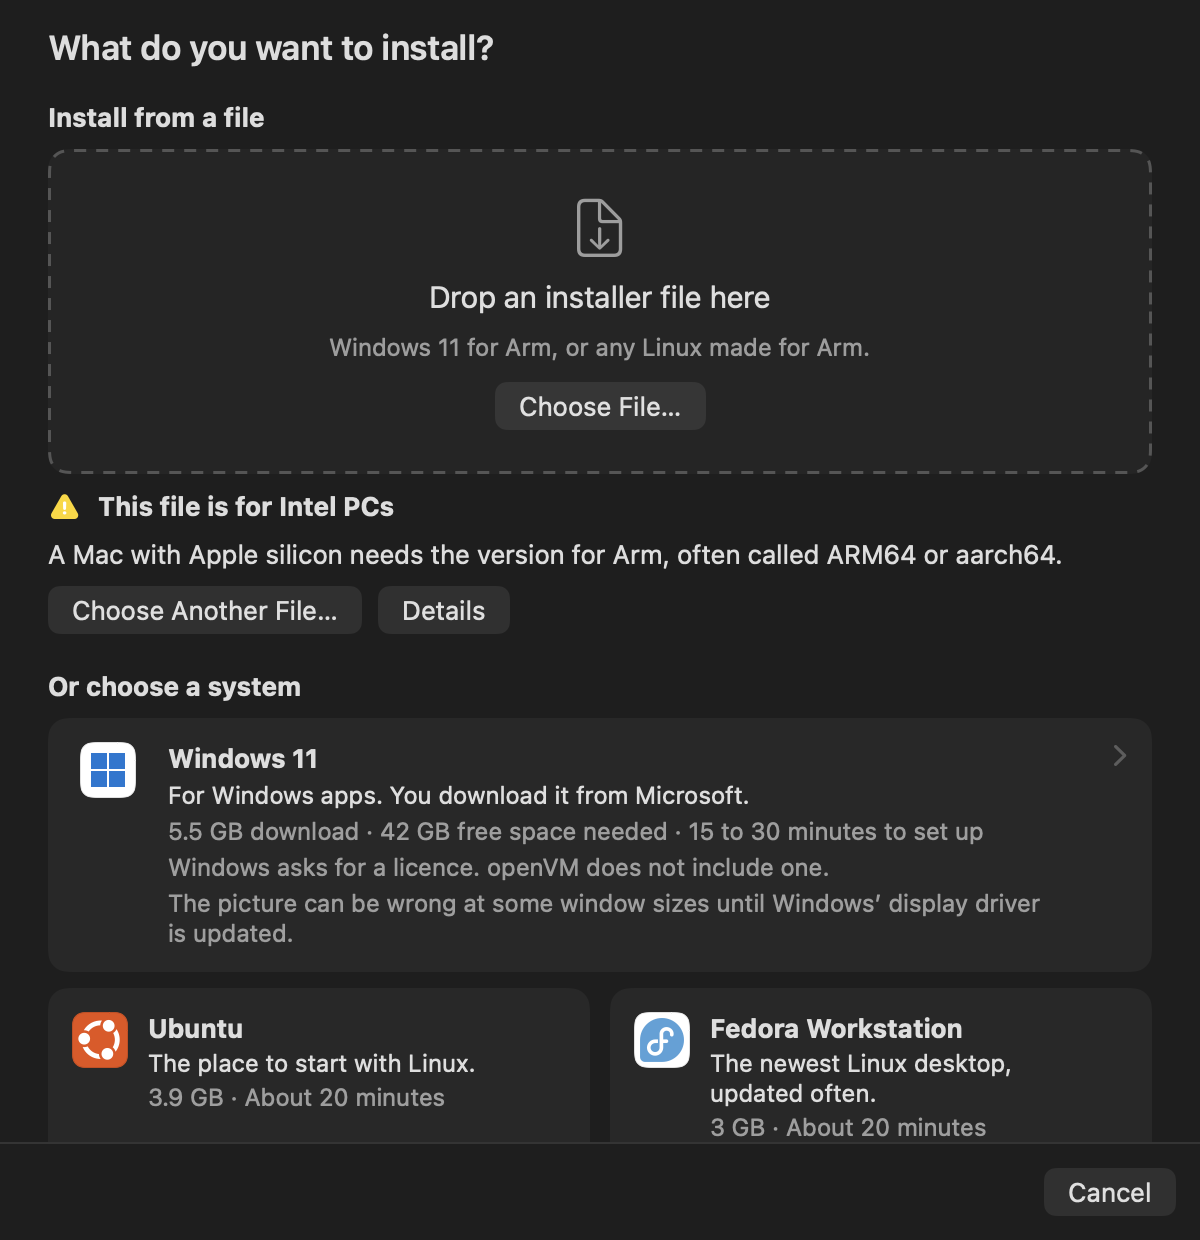 What do you want to install?
Install from a file
Drop an installer file here
Windows 11 for Arm, or any Linux made for Arm.
Choose File...
This file is for Intel PCs
A Mac with Apple silicon needs the version for Arm, often called ARM64 or aarch64.
Choose Another File...
Details
Or choose a system
Windows 11
For Windows apps. You download it from Microsoft.
5.5 GB download · 42 GB free space needed · 15 to 30 minutes to set up
Windows asks for a licence. openVM does not include one.
The picture can be wrong at some window sizes until Windows’ display driver
is updated.
Ubuntu
The place to start with Linux.
3.9 GB · About 20 minutes
Fedora Workstation
The newest Linux desktop,
updated often.
3 GB · About 20 minutes
Cancel